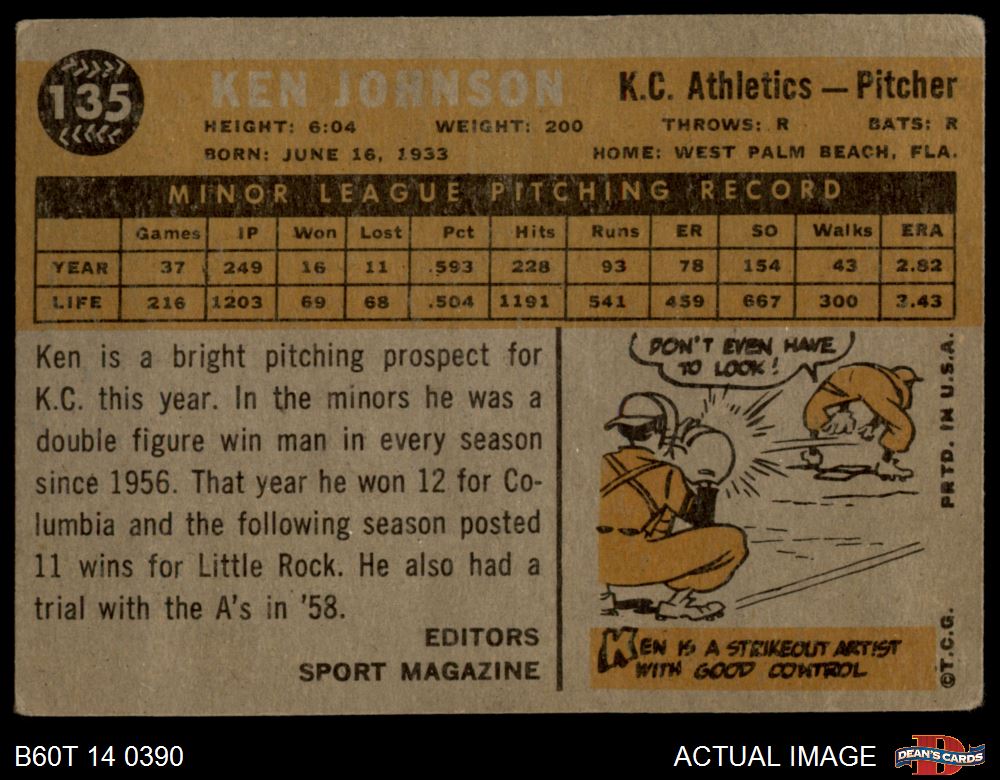 135
KEN JOHNSON
K.C. Athletics — Pitcher
HEIGHT: 6:04 WEIGHT: 200 THROWS: R BATS: R
BORN: JUNE 16, 1933 HOME: WEST PALM BEACH, FLA.
MINOR LEAGUE PITCHING RECORD
Games IP Won Lost Pct Hits Runs ER SO Walks ERA
YEAR 37 249 16 11 .593 228 93 78 154 43 2.82
LIFE 216 1203 69 68 .504 1191 541 459 667 300 3.43
Ken is a bright pitching prospect for
K.C. this year. In the minors he was a
double figure win man in every season
since 1956. That year he won 12 for Co-
lumbia and the following season posted
11 wins for Little Rock. He also had a
trial with the A's in '58.
EDITORS
SPORT MAGAZINE
DON'T EVEN HAVE
TO LOOK!
KEN IS A STRIKEOUT ARTIST
WITH GOOD CONTROL
PRTD. IN U.S.A.
©T.C.G.
B60T 14 0390
ACTUAL IMAGE
DEAN'S CARDS